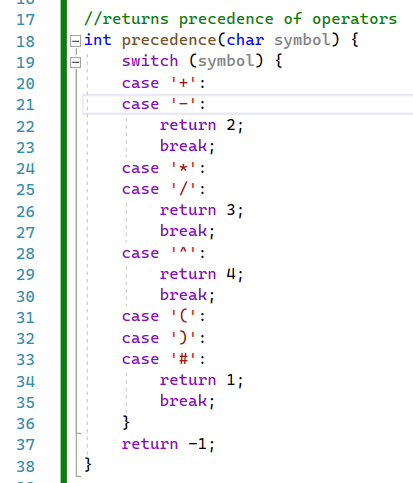 17 //returns precedence of operators
18 int precedence(char symbol) {
19     switch (symbol) {
20     case '+':
21     case '-':
22         return 2;
23         break;
24     case '*':
25     case '/':
26         return 3;
27         break;
28     case '^':
29         return 4;
30         break;
31     case '(':
32     case ')':
33     case '#':
34         return 1;
35         break;
36     }
37     return -1;
38 }